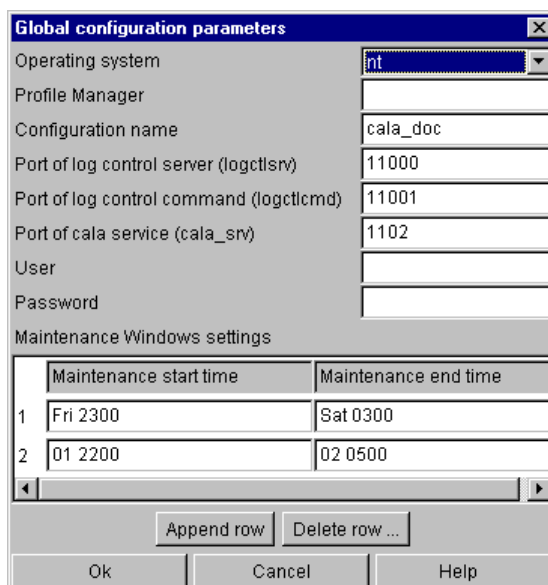 Global configuration parameters
Operating system nt
Profile Manager
Configuration name cala_doc
Port of log control server (logctlsrv) 11000
Port of log control command (logctlcmd) 11001
Port of cala service (cala_srv) 1102
User
Password
Maintenance Windows settings
Maintenance start time Maintenance end time
1 Fri 2300 Sat 0300
2 01 2200 02 0500
Append row Delete row ...
Ok Cancel Help